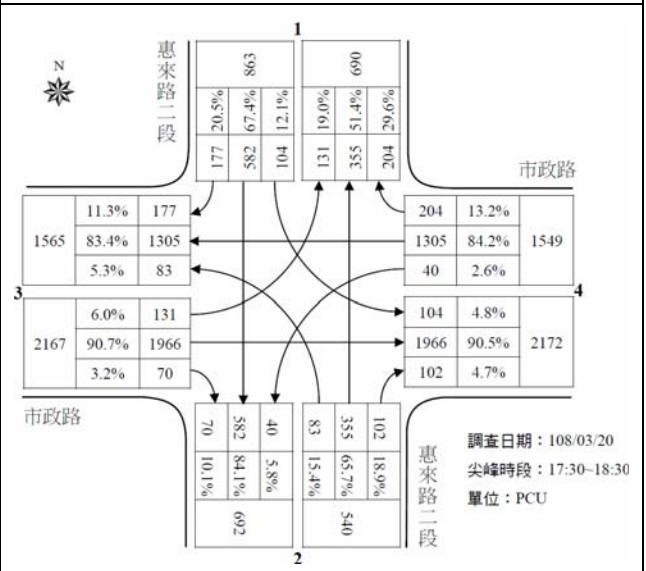 1
N
惠來路二段
863
690
20.5% 67.4% 12.1%
19.0% 51.4% 29.6%
177 582 104
131 355 204
市政路
1565
11.3% 177
83.4% 1305
5.3% 83
204 13.2%
1305 84.2%
40 2.6%
1549
3
4
2167
6.0% 131
90.7% 1966
3.2% 70
104 4.8%
1966 90.5%
102 4.7%
2172
市政路
70 582 40
83 355 102
10.1% 84.1% 5.8%
15.4% 65.7% 18.9%
692
540
惠來路二段
調查日期：108/03/20
尖峰時段：17:30~18:30
單位：PCU
2